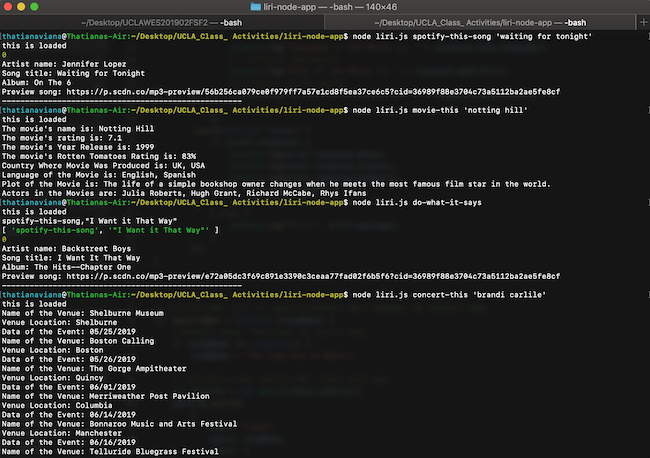 liri-node-app — -bash — 140×46
~/Desktop/UCLAWES201902FSF2 — -bash
~/Desktop/UCLA_Class_ Activities/liri-node-app — -bash
+
[thatianaviana@Thatianas-Air:~/Desktop/UCLA_Class_ Activities/liri-node-app$ node liri.js spotify-this-song 'waiting for tonight' ]
this is loaded
0
Artist name: Jennifer Lopez
Song title: Waiting for Tonight
Album: On The 6
Preview song: https://p.scdn.co/mp3-preview/56b256ca079ce0f979ff7a57e1cd8f5ea37ce6c5?cid=36989f88e3704c73a5112ba2ae5fe8cf
------------------------------------------------
[thatianaviana@Thatianas-Air:~/Desktop/UCLA_Class_ Activities/liri-node-app$ node liri.js movie-this 'notting hill' ]
this is loaded
The movie's name is: Notting Hill
The movie's rating is: 7.1
The movie's Year Release is: 1999
The movie's Rotten Tomatoes Rating is: 83%
Country Where Movie Was Produced is: UK, USA
Language of the Movie is: English, Spanish
Plot of the Movie is: The life of a simple bookshop owner changes when he meets the most famous film star in the world.
Actors in the Movies are: Julia Roberts, Hugh Grant, Richard McCabe, Rhys Ifans
[thatianaviana@Thatianas-Air:~/Desktop/UCLA_Class_ Activities/liri-node-app$ node liri.js do-what-it-says ]
this is loaded
spotify-this-song,"I Want it That Way"
[ 'spotify-this-song', '"I Want it That Way"' ]
0
Artist name: Backstreet Boys
Song title: I Want It That Way
Album: The Hits--Chapter One
Preview song: https://p.scdn.co/mp3-preview/e72a05dc3f69c891e3390c3ceaa77fad02f6b5f6?cid=36989f88e3704c73a5112ba2ae5fe8cf
------------------------------------------------
[thatianaviana@Thatianas-Air:~/Desktop/UCLA_Class_ Activities/liri-node-app$ node liri.js concert-this 'brandi carlile' ]
this is loaded
Name of the Venue: Shelburne Museum
Venue Location: Shelburne
Data of the Event: 05/25/2019
Name of the Venue: Boston Calling
Venue Location: Boston
Data of the Event: 05/26/2019
Name of the Venue: The Gorge Ampitheater
Venue Location: Quincy
Data of the Event: 06/01/2019
Name of the Venue: Merriweather Post Pavilion
Venue Location: Columbia
Data of the Event: 06/14/2019
Name of the Venue: Bonnaroo Music and Arts Festival
Venue Location: Manchester
Data of the Event: 06/16/2019
Name of the Venue: Telluride Bluegrass Festival